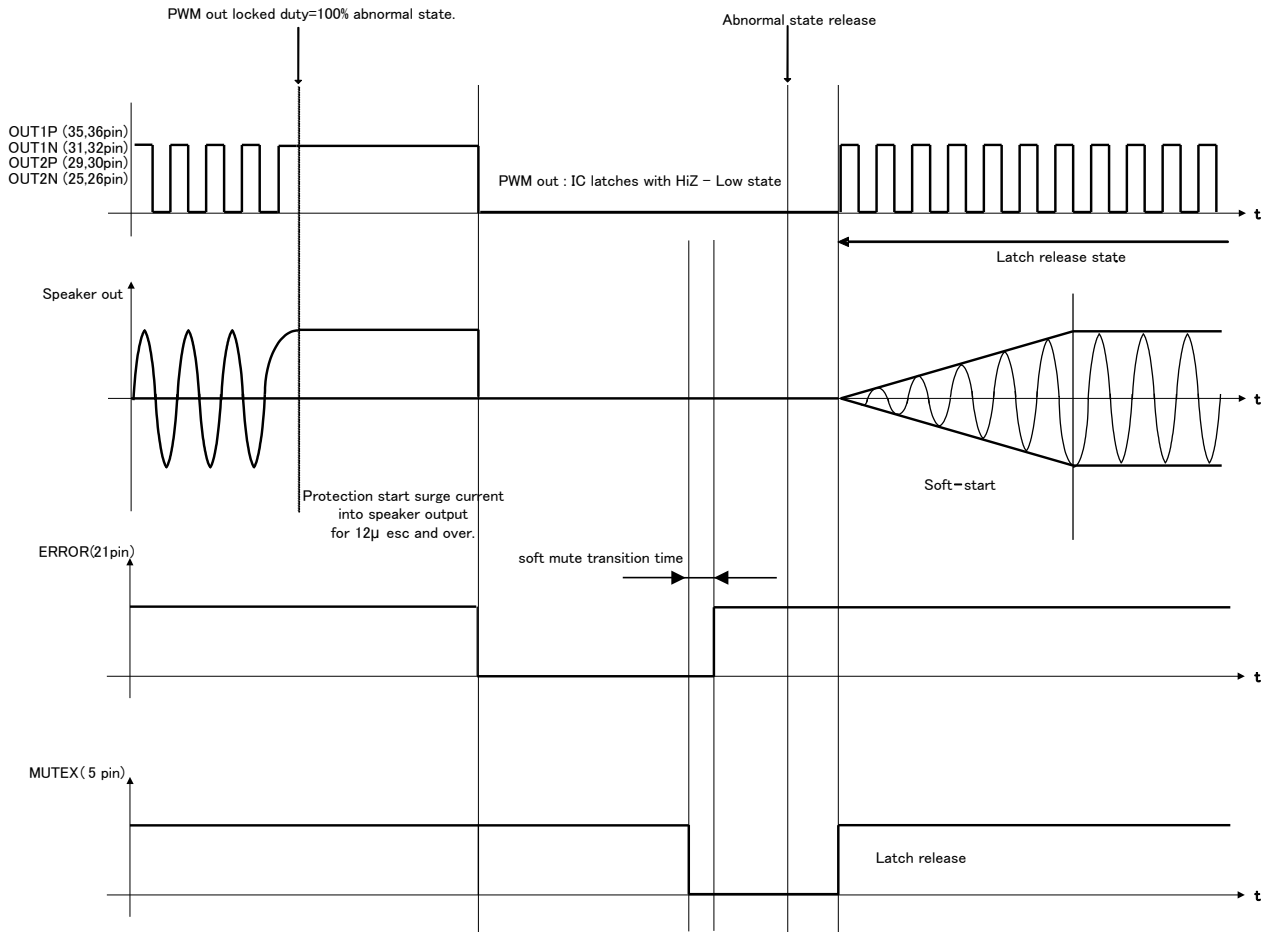 PWM out locked duty=100% abnormal state.
Abnormal state release
OUT1P (35,36pin)
OUT1N (31,32pin)
OUT2P (29,30pin)
OUT2N (25,26pin)
PWM out : IC latches with HiZ - Low state
t
Latch release state
Speaker out
t
Soft-start
Protection start surge current
into speaker output
for 12μ esc and over.
ERROR(21pin)
soft mute transition time
t
MUTEX(5 pin)
Latch release
t